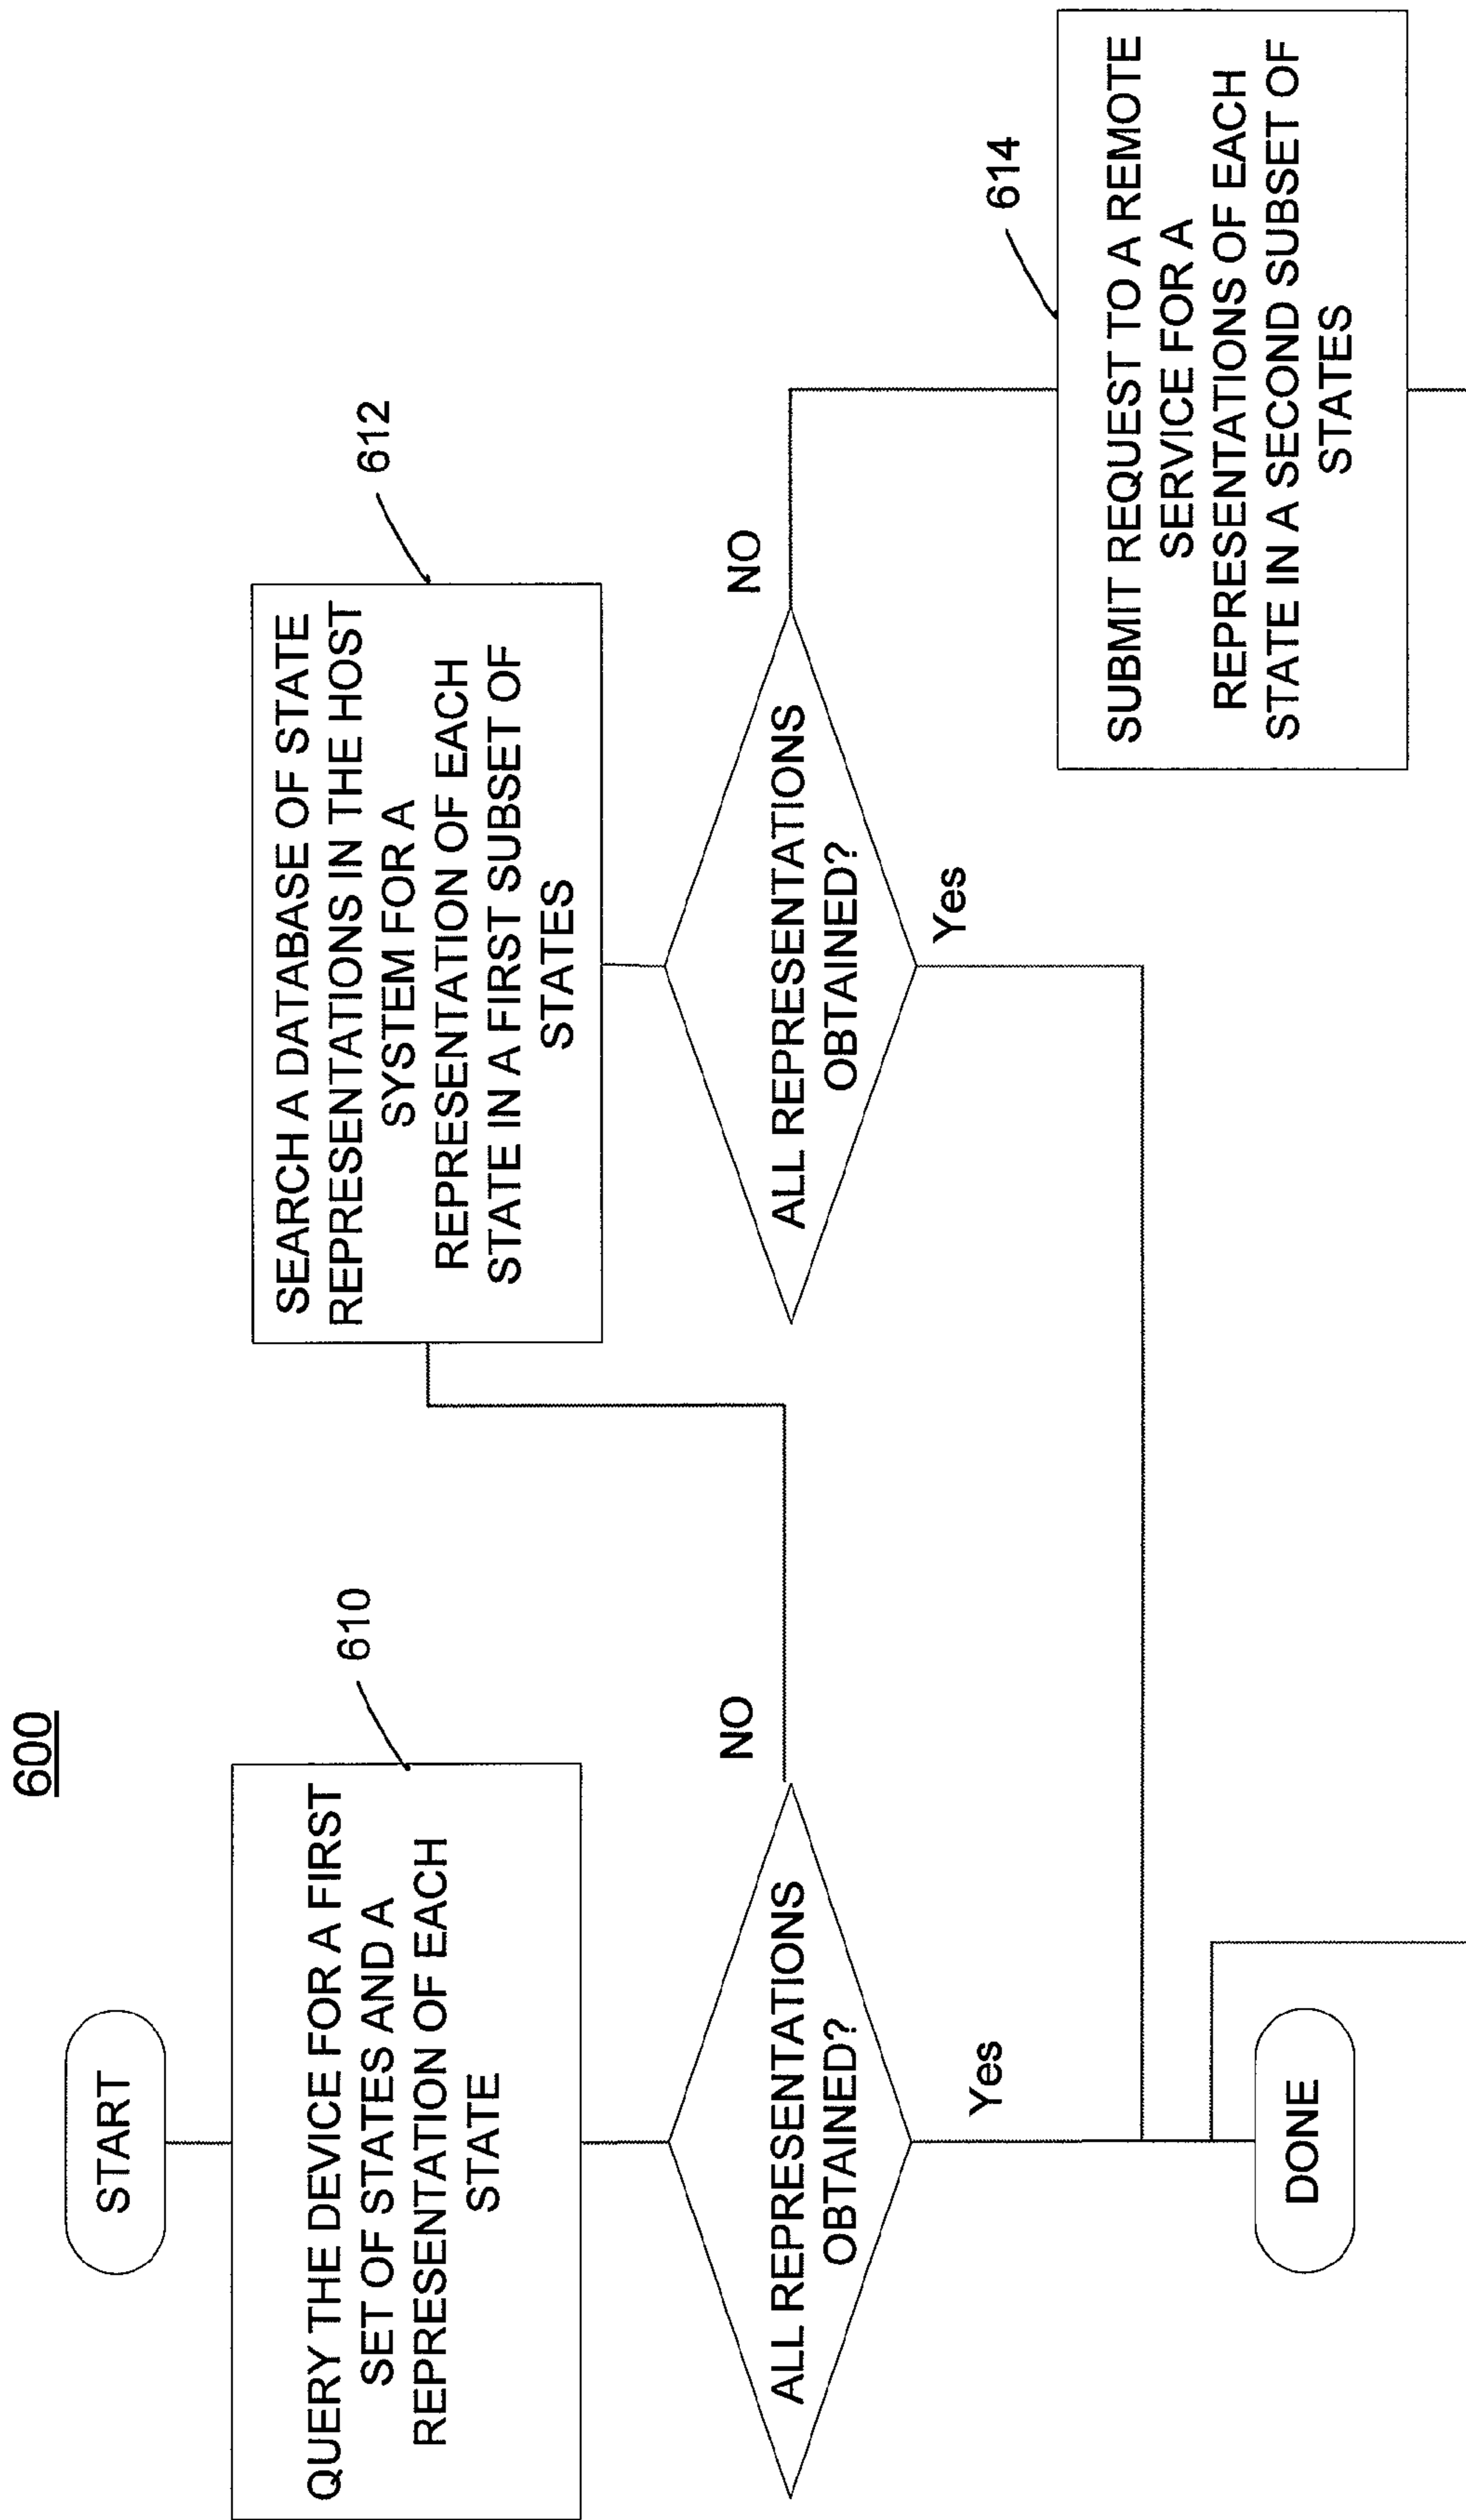 600
START
QUERY THE DEVICE FOR A FIRST
SET OF STATES AND A
REPRESENTATION OF EACH
STATE
610
ALL REPRESENTATIONS
OBTAINED?
NO
Yes
DONE
SEARCH A DATABASE OF STATE
REPRESENTATIONS IN THE HOST
SYSTEM FOR A
REPRESENTATION OF EACH
STATE IN A FIRST SUBSET OF
STATES
612
ALL REPRESENTATIONS
OBTAINED?
NO
Yes
SUBMIT REQUEST TO A REMOTE
SERVICE FOR A
REPRESENTATIONS OF EACH
STATE IN A SECOND SUBSET OF
STATES
614